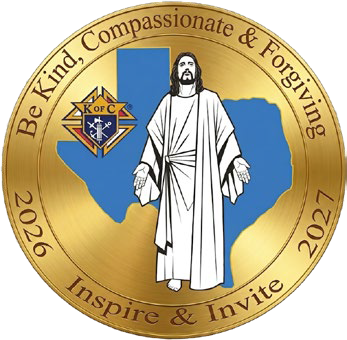 Be Kind, Compassionate & Forgiving
K OF C
2026
2027
Inspire & Invite